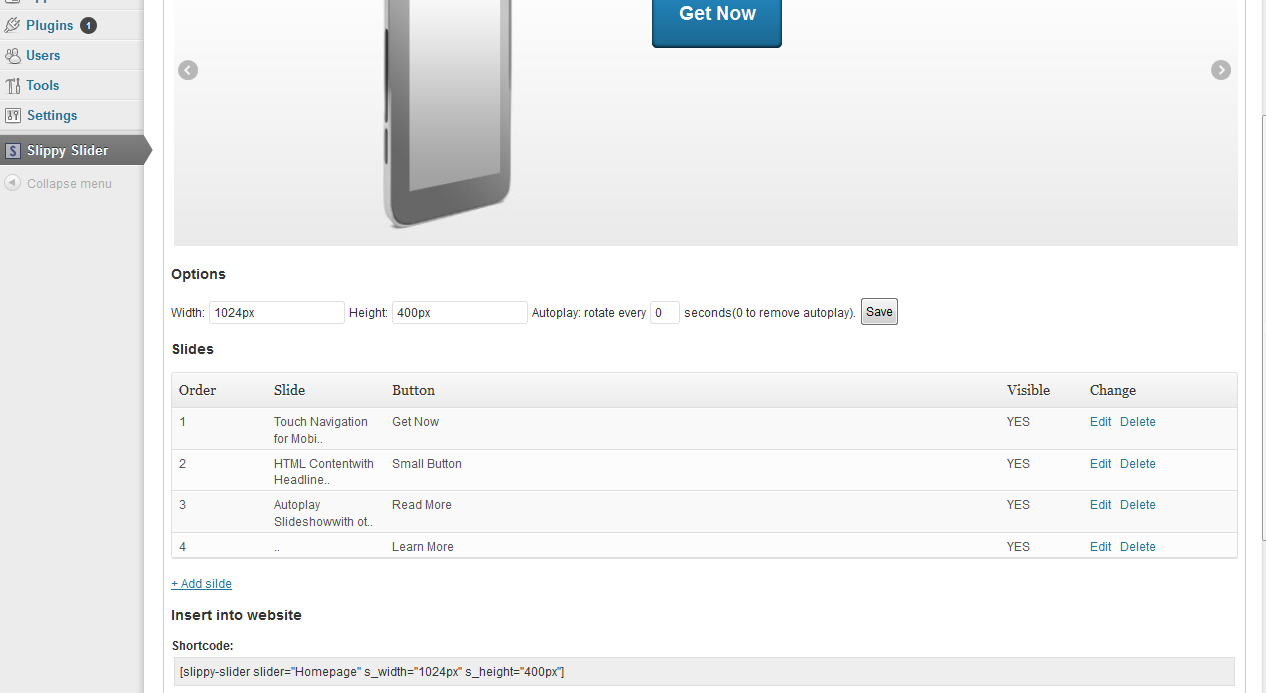 Plugins 1
Users
Tools
Settings
S Slippy Slider
Collapse menu
Get Now
Options
Width: 1024px Height: 400px Autoplay: rotate every 0 seconds(0 to remove autoplay). Save
Slides
Order Slide Button Visible Change
1 Touch Navigation Get Now YES Edit Delete
for Mobi..
2 HTML Contentwith Small Button YES Edit Delete
Headline..
3 Autoplay Read More YES Edit Delete
Slideshowwith ot..
4 .. Learn More YES Edit Delete
+ Add silde
Insert into website
Shortcode:
[slippy-slider slider="Homepage" s_width="1024px" s_height="400px"]